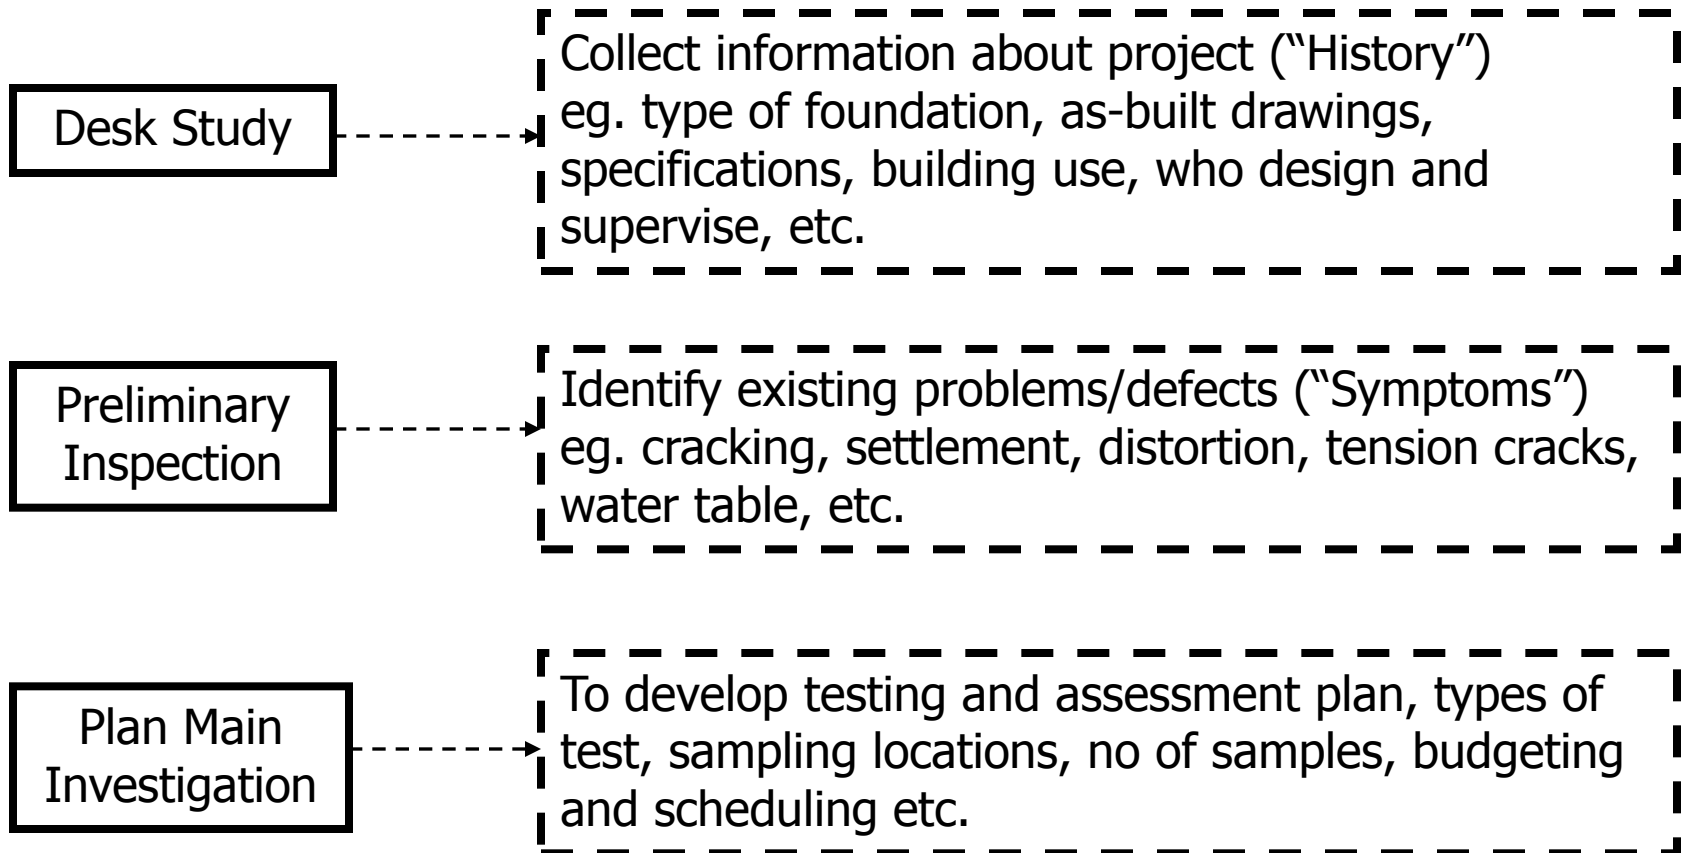 Desk Study
Collect information about project (“History”)
eg. type of foundation, as-built drawings,
specifications, building use, who design and
supervise, etc.
Preliminary
Inspection
Identify existing problems/defects (“Symptoms”)
eg. cracking, settlement, distortion, tension cracks,
water table, etc.
Plan Main
Investigation
To develop testing and assessment plan, types of
test, sampling locations, no of samples, budgeting
and scheduling etc.